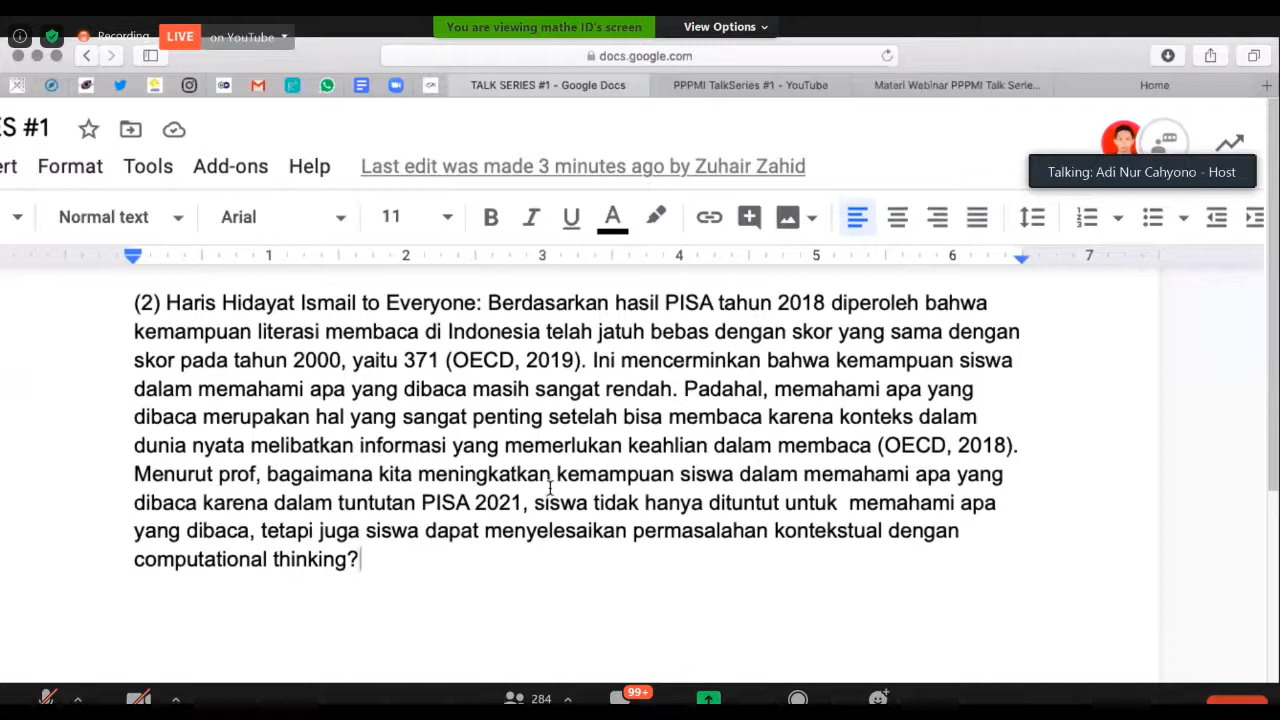 You are viewing mathe ID's screen View Options
Recording LIVE on YouTube
docs.google.com
TALK SERIES #1 - Google Docs PPPMI TalkSeries #1 - YouTube Matari Webinar PPPMI Talk Serie... Home
ES #1
ert Format Tools Add-ons Help Last edit was made 3 minutes ago by Zuhair Zahid
Talking: Adi Nur Cahyono - Host
Normal text Arial 11
1 2 3 4 5 6 7
(2) Haris Hidayat Ismail to Everyone: Berdasarkan hasil PISA tahun 2018 diperoleh bahwa
kemampuan literasi membaca di Indonesia telah jatuh bebas dengan skor yang sama dengan
skor pada tahun 2000, yaitu 371 (OECD, 2019). Ini mencerminkan bahwa kemampuan siswa
dalam memahami apa yang dibaca masih sangat rendah. Padahal, memahami apa yang
dibaca merupakan hal yang sangat penting setelah bisa membaca karena konteks dalam
dunia nyata melibatkan informasi yang memerlukan keahlian dalam membaca (OECD, 2018).
Menurut prof, bagaimana kita meningkatkan kemampuan siswa dalam memahami apa yang
dibaca karena dalam tuntutan PISA 2021, siswa tidak hanya dituntut untuk memahami apa
yang dibaca, tetapi juga siswa dapat menyelesaikan permasalahan kontekstual dengan
computational thinking?
284 99+